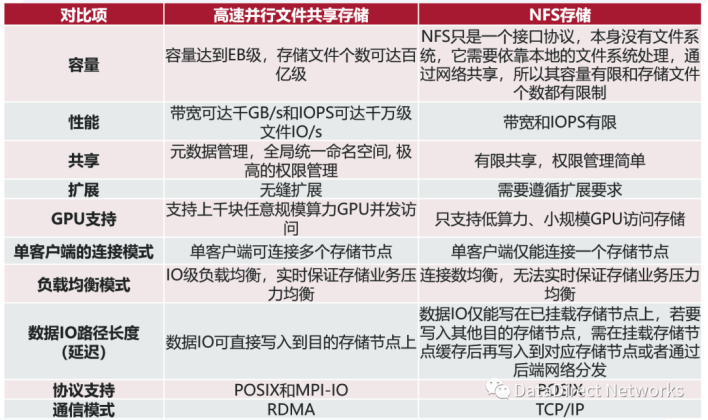 对比项 高速并行文件共享存储 NFS存储
容量
容量达到EB级，存储文件个数可达百
亿级
NFS只是一个接口协议，本身没有文件系
统，它需要依靠本地的文件系统处理，通
过网络共享，所以其容量有限和存储文件
个数都有限制
性能
带宽可达千GB/s和IOPS可达千万级
文件IO/s
带宽和IOPS有限
共享
元数据管理，全局统一命名空间, 极
高的权限管理
有限共享，权限管理简单
扩展 无缝扩展 需要遵循扩展要求
GPU支持
支持上千块任意规模算力GPU并发访
问
只支持低算力、小规模GPU访问存储
单客户端的连接模式 单客户端可连接多个存储节点 单客户端仅能连接一个存储节点
负载均衡模式
IO级负载均衡，实时保证存储业务压
力均衡
连接数均衡，无法实时保证存储业务压力
均衡
数据IO路径长度
（延迟）
数据IO可直接写入到目的存储节点上
数据IO仅能写在已挂载存储节点上，若要
写入其他目的存储节点，需在挂载存储节
点缓存后再写入到对应存储节点或者通过
后端网络分发
协议支持 POSIX和MPI-IO POSIX
通信模式 RDMA TCP/IP
DataDirect Networks